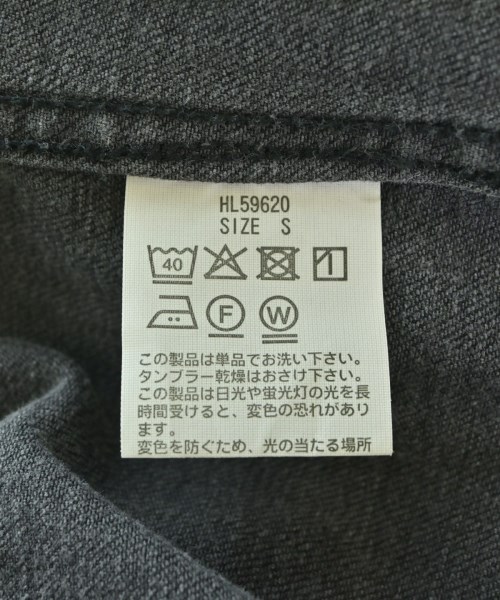 HL59620
SIZE S
40
F W
この製品は単品でお洗い下さい。
タンブラー乾燥はおさけ下さい。
この製品は日光や蛍光灯の光を長
時間受けると、変色の恐れがあり
ます。
変色を防ぐため、光の当たる場所